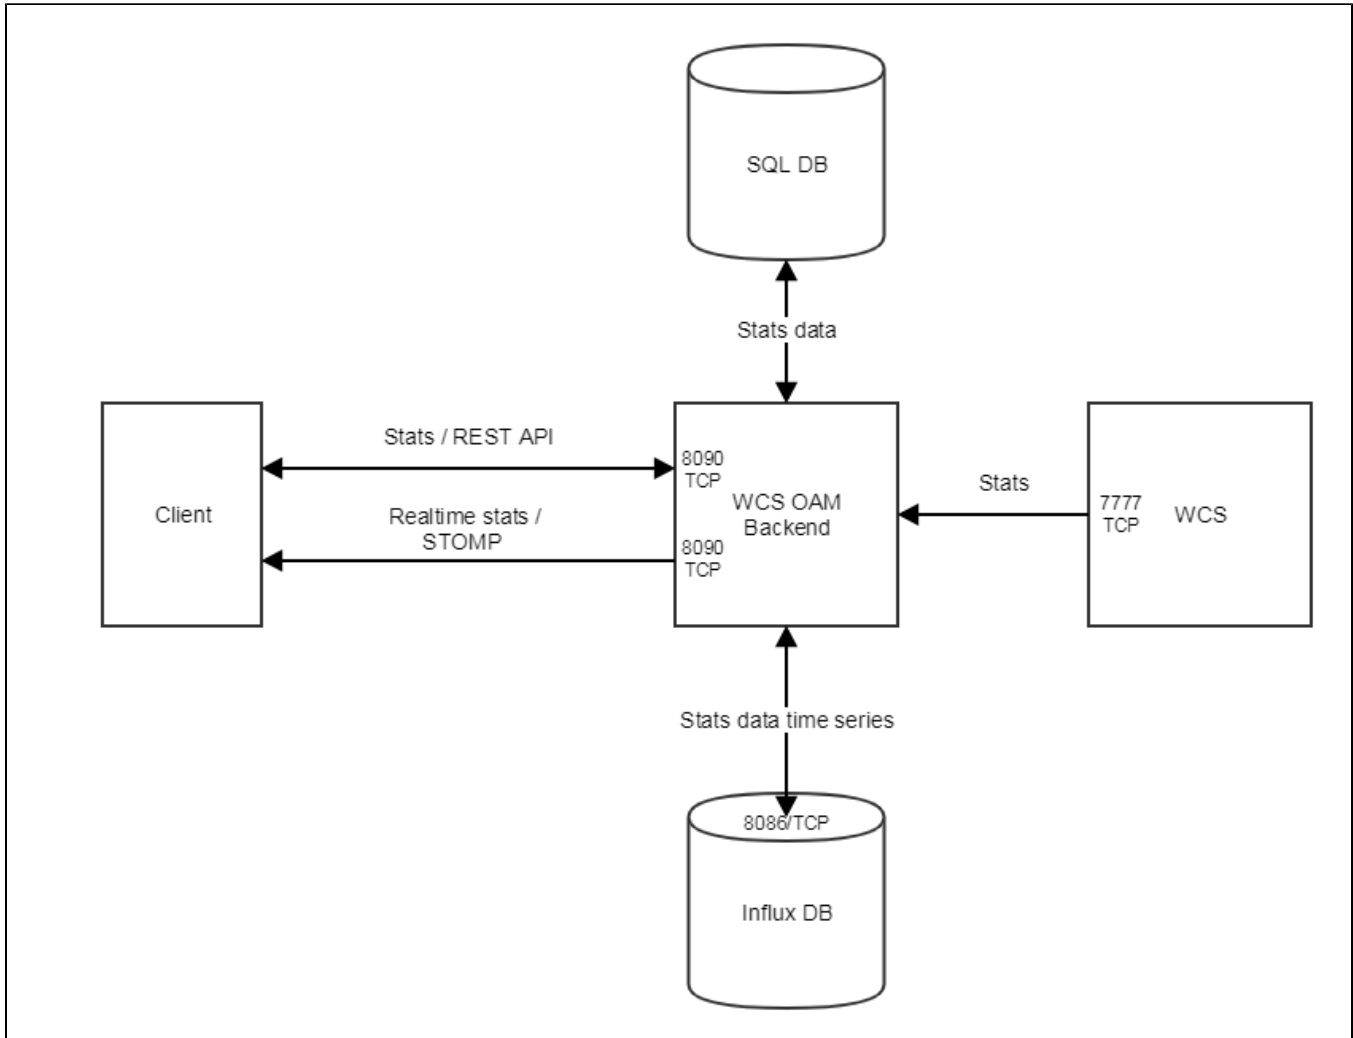 SQL DB
Stats data
Stats / REST API
Realtime stats /
STOMP
Client
8090
TCP
WCS OAM
Backend
8090
TCP
Stats
7777
TCP
WCS
Stats data time series
8086/TCP
Influx DB